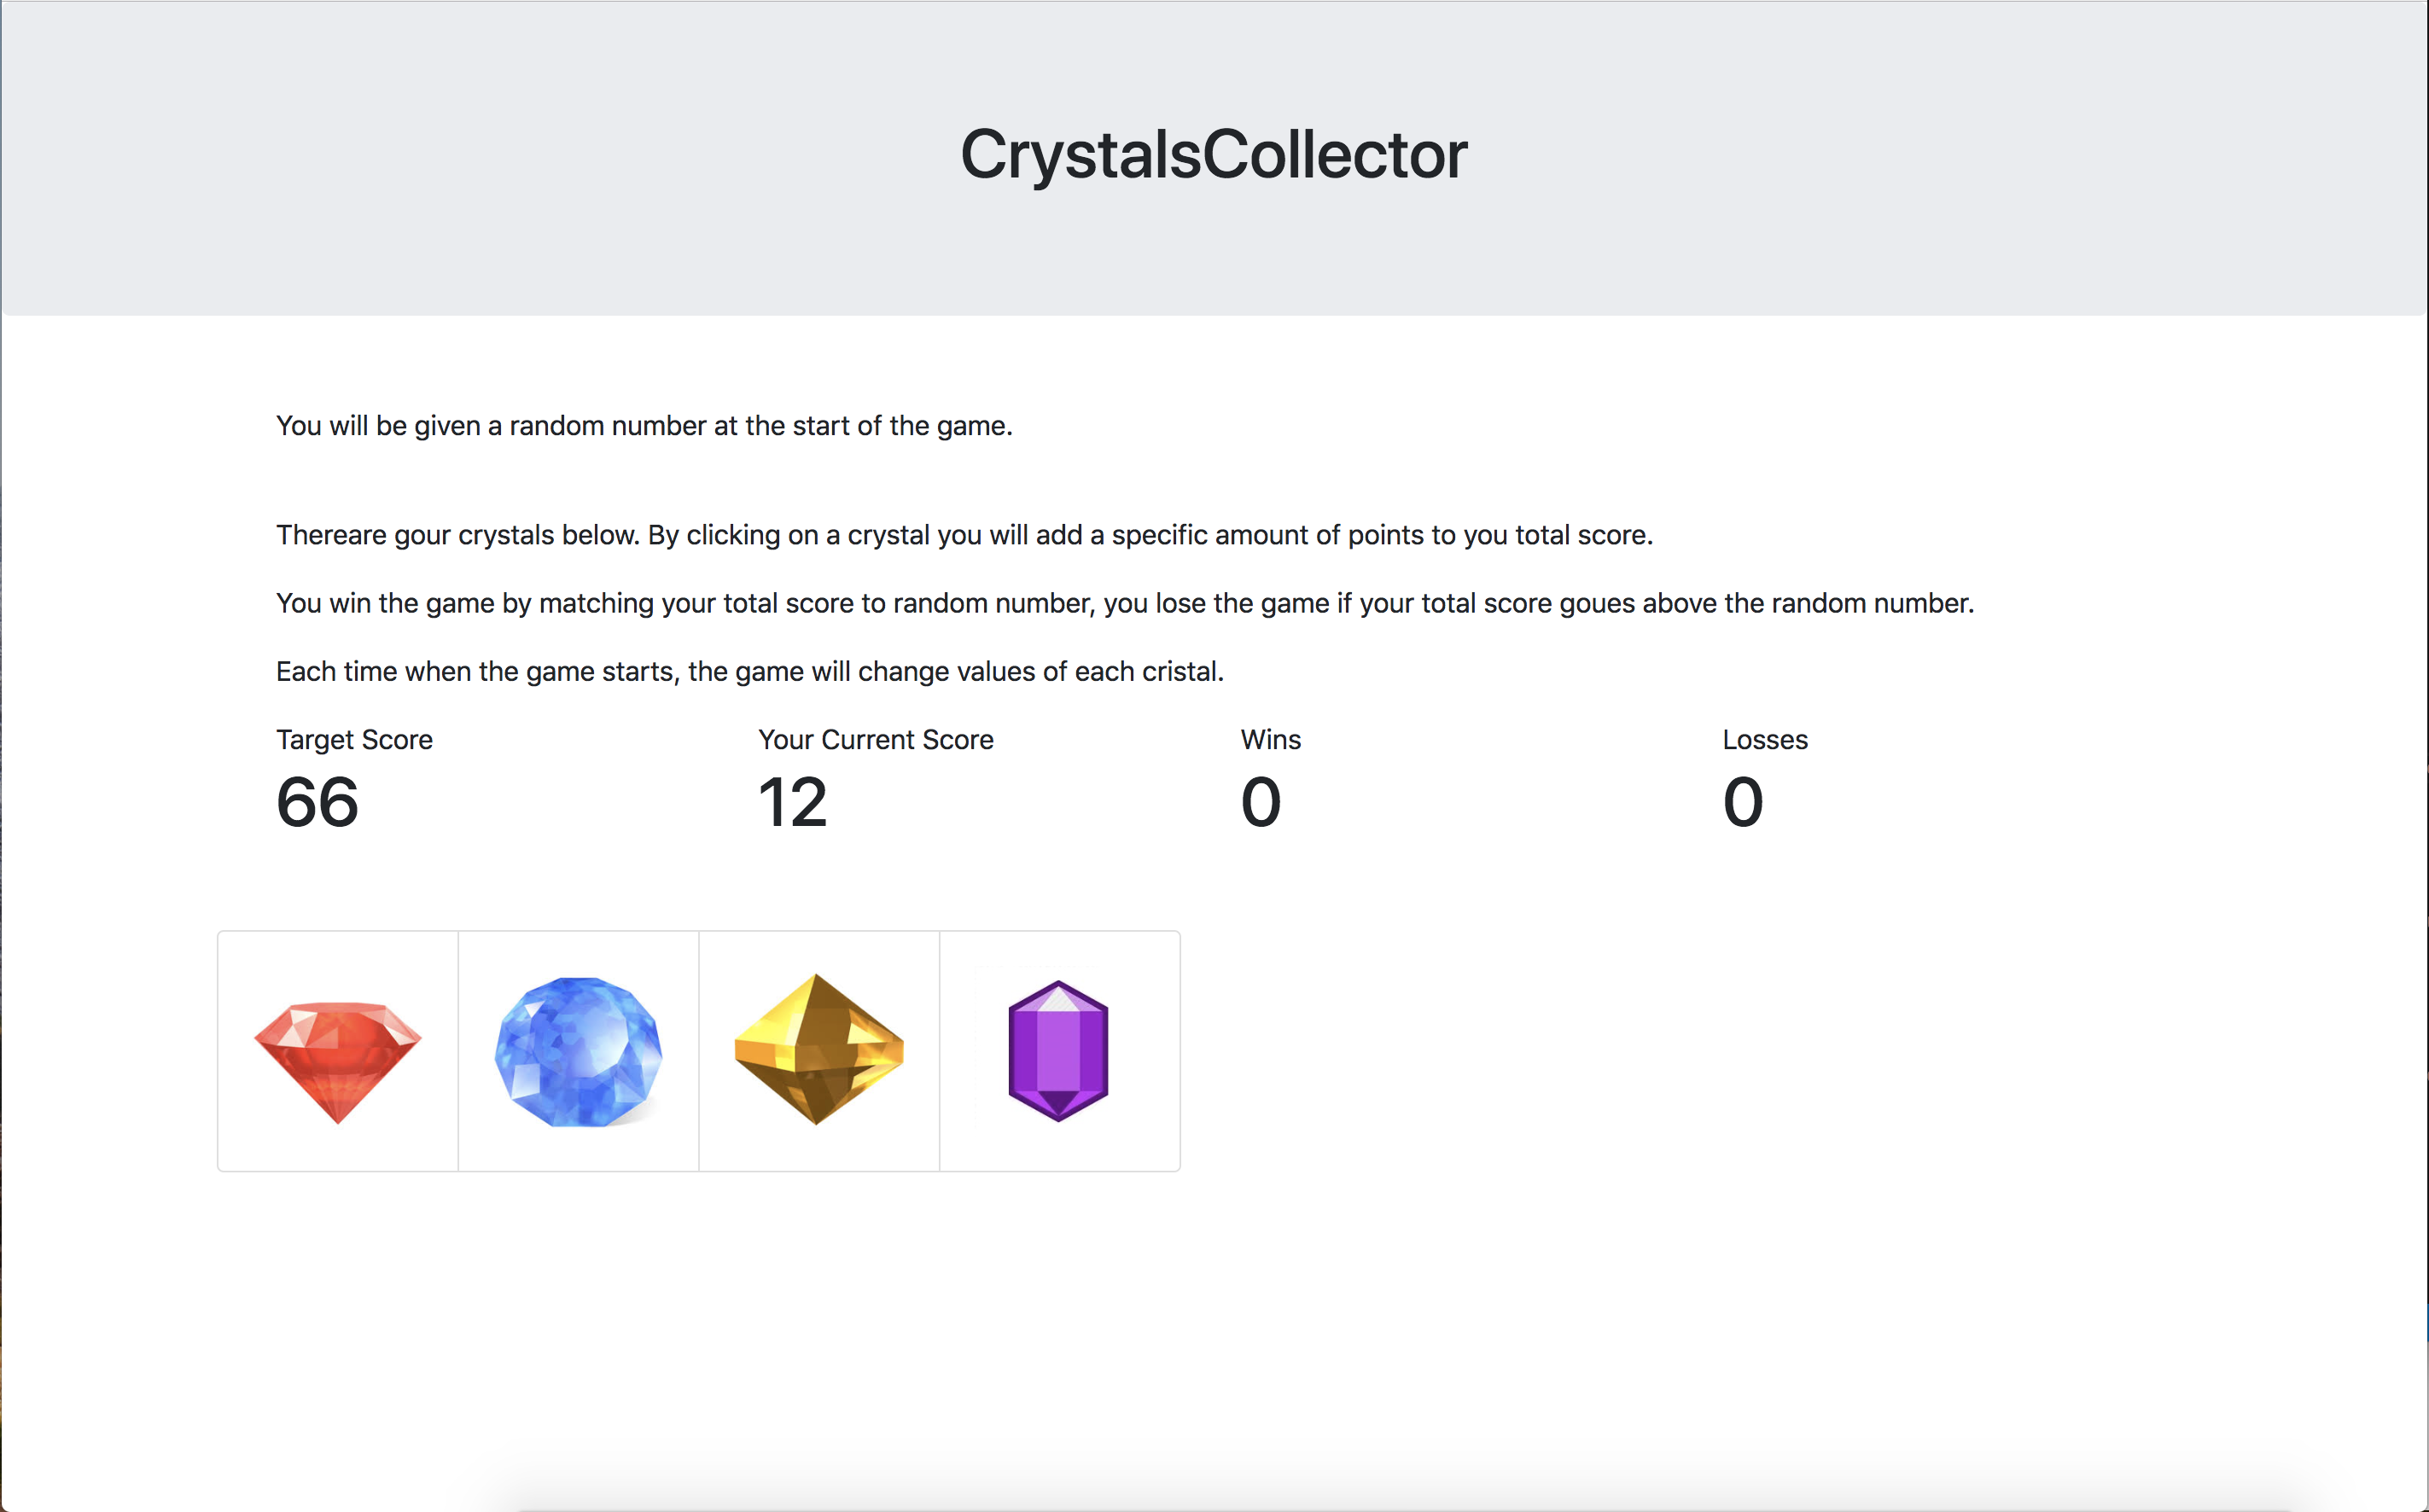 CrystalsCollector
You will be given a random number at the start of the game.
Thereare gour crystals below. By clicking on a crystal you will add a specific amount of points to you total score.
You win the game by matching your total score to random number, you lose the game if your total score goues above the random number.
Each time when the game starts, the game will change values of each cristal.
Target Score
66
Your Current Score
12
Wins
0
Losses
0